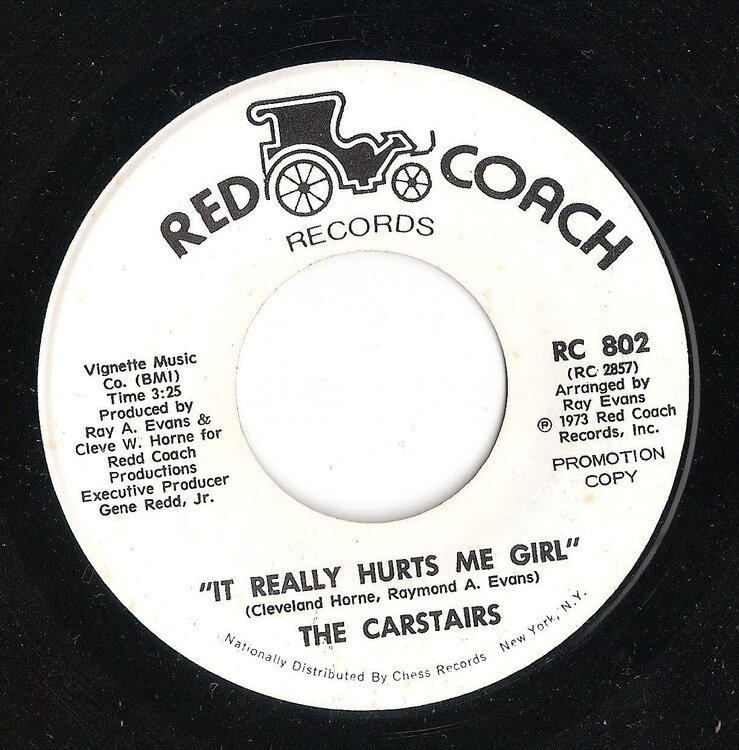 RED COACH
RECORDS
Vignette Music
Co. (BMI)
Time 3:25
Produced by
Ray A. Evans &
Cleve W. Horne for
Redd Coach
Productions
Executive Producer
Gene Redd, Jr.
RC 802
(RC 2857)
Arranged by
Ray Evans
℗ 1973 Red Coach
Records, Inc.
PROMOTION
COPY
"IT REALLY HURTS ME GIRL"
(Cleveland Horne, Raymond A. Evans)
THE CARSTAIRS
Nationally Distributed By Chess Records New York, N.Y.